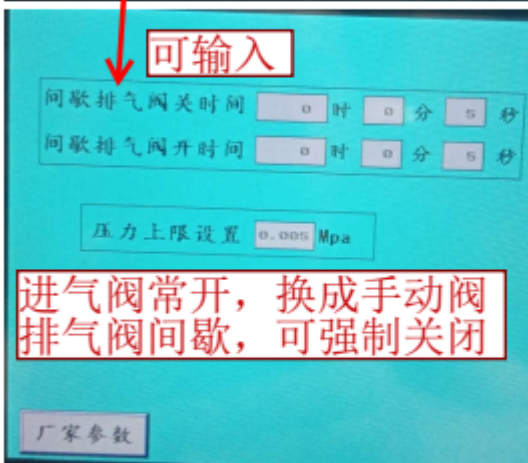 可输入
间歇排气阀关时间 0 时 0 分 5 秒
间歇排气阀开时间 0 时 0 分 5 秒
压力上限设置 0.005 Mpa
进气阀常开，换成手动阀
排气阀间歇，可强制关闭
厂家参数